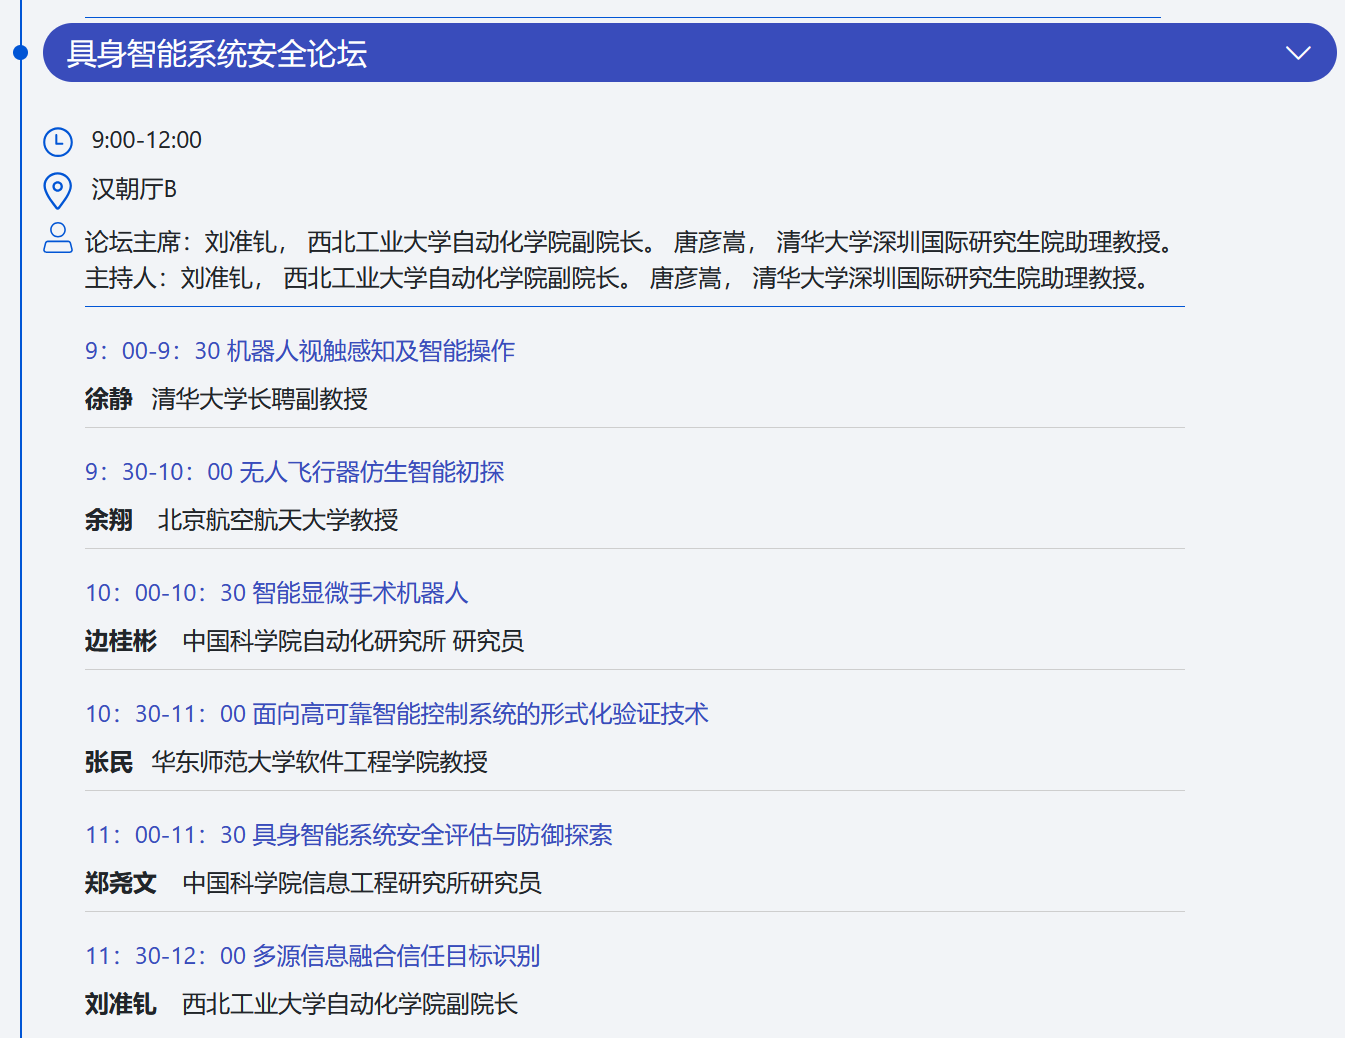 具身智能系统安全论坛
9:00-12:00
汉朝厅B
论坛主席：刘准钆， 西北工业大学自动化学院副院长。 唐彦嵩， 清华大学深圳国际研究生院助理教授。
主持人：刘准钆， 西北工业大学自动化学院副院长。 唐彦嵩， 清华大学深圳国际研究生院助理教授。
9：00-9：30 机器人视触感知及智能操作
徐静 清华大学长聘副教授
9：30-10：00 无人飞行器仿生智能初探
余翔 北京航空航天大学教授
10：00-10：30 智能显微手术机器人
边桂彬 中国科学院自动化研究所 研究员
10：30-11：00 面向高可靠智能控制系统的形式化验证技术
张民 华东师范大学软件工程学院教授
11：00-11：30 具身智能系统安全评估与防御探索
郑尧文 中国科学院信息工程研究所研究员
11：30-12：00 多源信息融合信任目标识别
刘准钆 西北工业大学自动化学院副院长